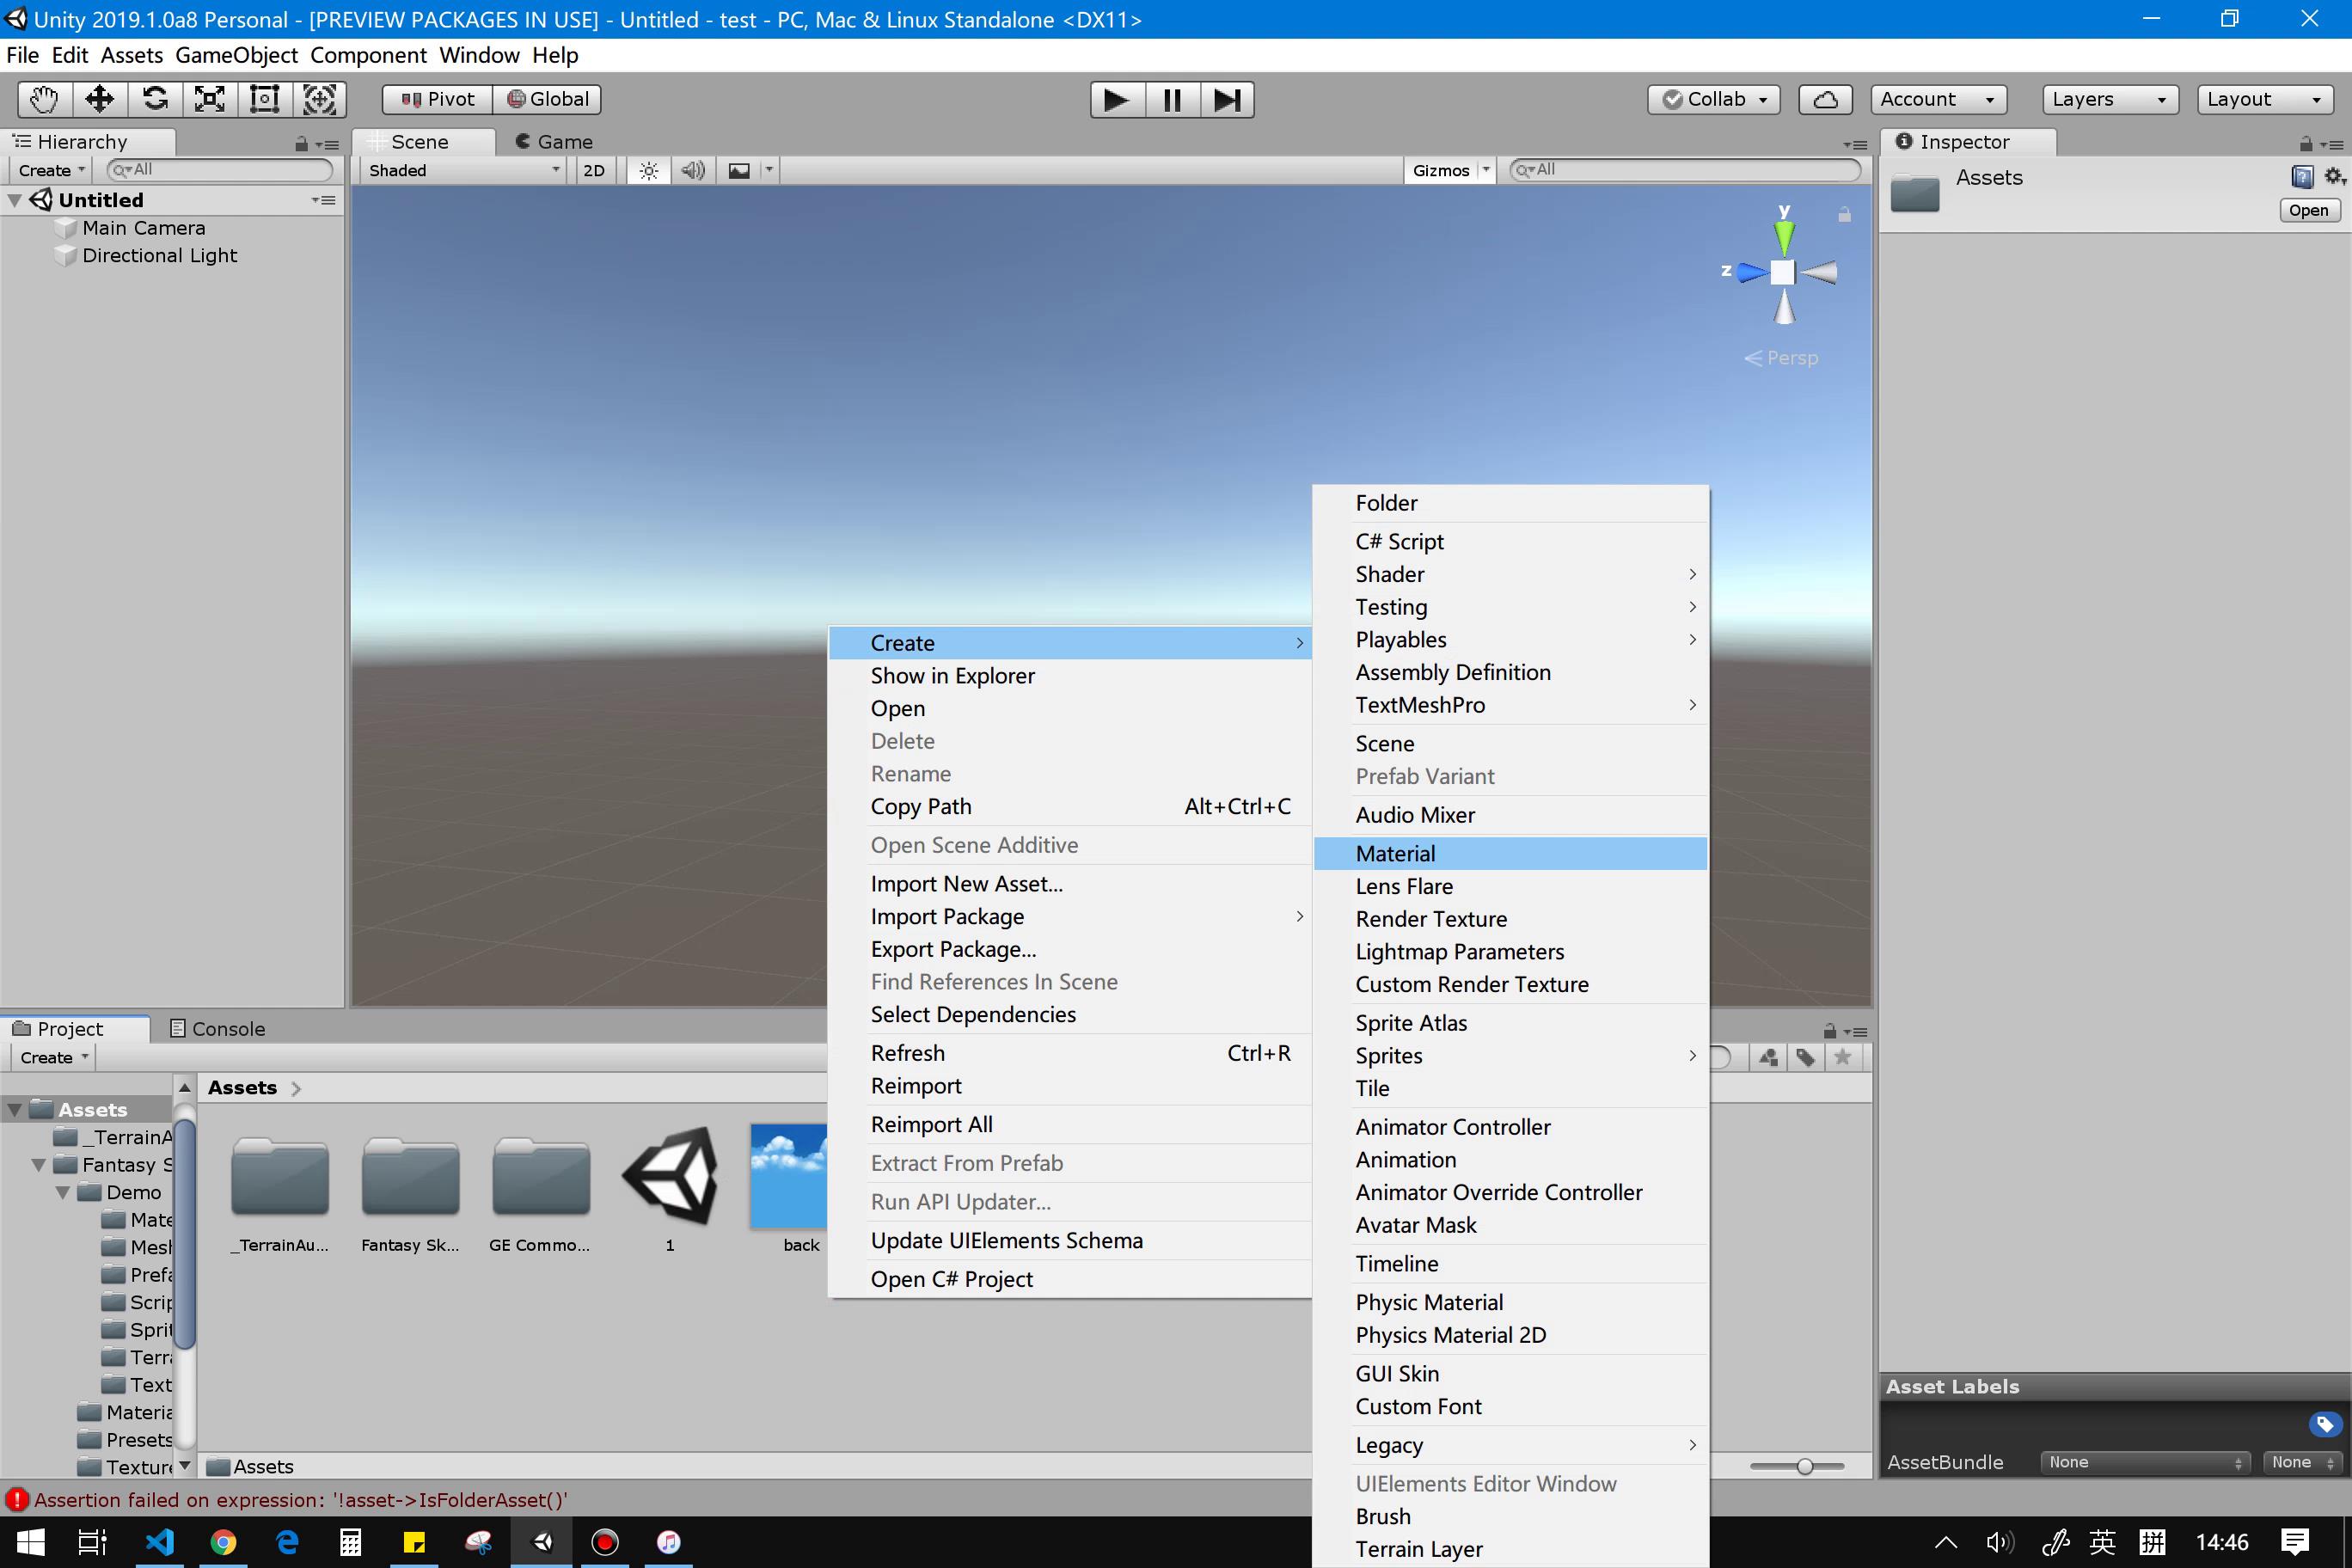 Unity 2019.1.0a8 Personal - [PREVIEW PACKAGES IN USE] - Untitled - test - PC, Mac & Linux Standalone <DX11>
File Edit Assets GameObject Component Window Help
Pivot Global Collab Account Layers Layout
Hierarchy
Create All
Untitled
Main Camera
Directional Light
Scene Game
Shaded 2D Gizmos All
y
z
Persp
Inspector
Assets
Open
Create
Show in Explorer
Open
Delete
Rename
Copy Path Alt+Ctrl+C
Open Scene Additive
Import New Asset...
Import Package
Export Package...
Find References In Scene
Select Dependencies
Refresh Ctrl+R
Reimport
Reimport All
Extract From Prefab
Run API Updater...
Update UIElements Schema
Open C# Project
Folder
C# Script
Shader
Testing
Playables
Assembly Definition
TextMeshPro
Scene
Prefab Variant
Audio Mixer
Material
Lens Flare
Render Texture
Lightmap Parameters
Custom Render Texture
Sprite Atlas
Sprites
Tile
Animator Controller
Animation
Animator Override Controller
Avatar Mask
Timeline
Physic Material
Physics Material 2D
GUI Skin
Custom Font
Legacy
UIElements Editor Window
Brush
Terrain Layer
Project Console
Create
Assets
_TerrainA
Fantasy S
Demo
Mate
Mesh
Prefa
Scrip
Sprit
Terra
Text
Materia
Presets
Texture
Assets
_TerrainAu...
Fantasy Sk...
GE Commo...
1
back
Assets
Asset Labels
AssetBundle None None
Assertion failed on expression: '!asset->IsFolderAsset()'
英 拼 14:46